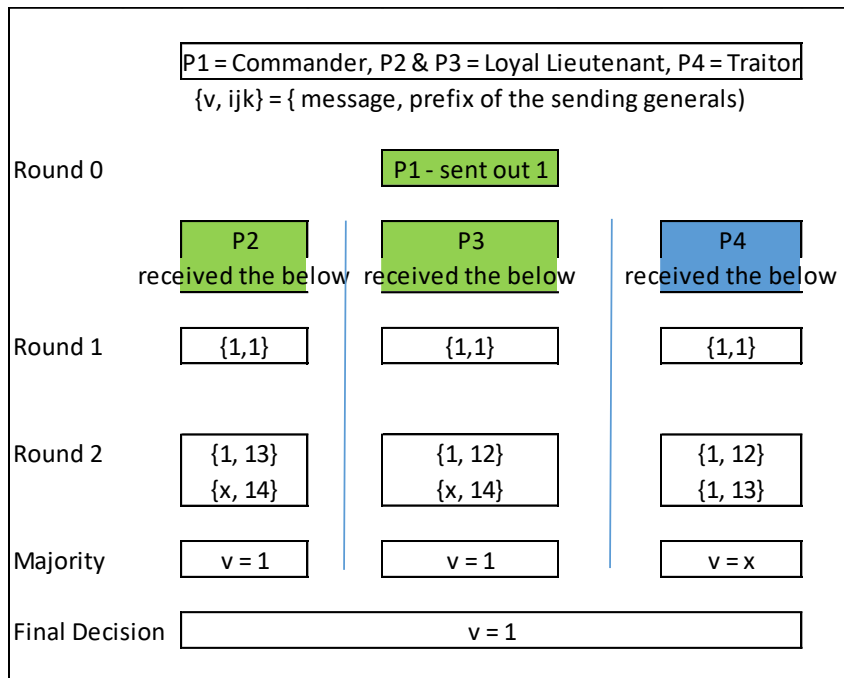 P1 = Commander, P2 & P3 = Loyal Lieutenant, P4 = Traitor
{v, ijk} = { message, prefix of the sending generals)
Round 0
P1 - sent out 1
P2
received the below
P3
received the below
P4
received the below
Round 1
{1,1}
{1,1}
{1,1}
Round 2
{1, 13}
{x, 14}
{1, 12}
{x, 14}
{1, 12}
{1, 13}
Majority
v = 1
v = 1
v = x
Final Decision
v = 1